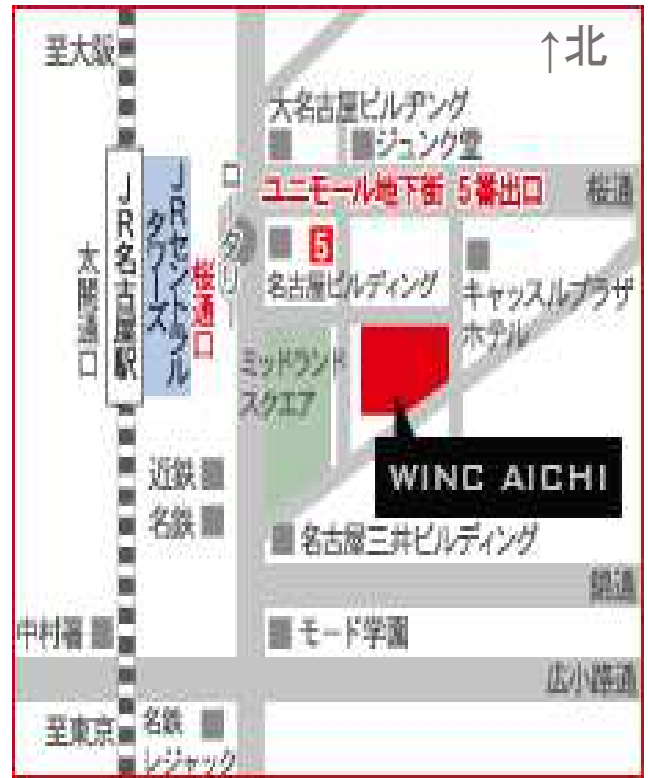 至大阪
↑北
大名古屋ビルヂング
ジュンク堂
ロータリー
ユニモール地下街 5番出口
桜通
JR名古屋駅
JRセントラル
タワーズ
桜通口
太閤通口
5
名古屋ビルディング
キャッスルプラザ
ホテル
ミッドランド
スクエア
WINC AICHI
近鉄
名鉄
名古屋三井ビルディング
錦通
中村署
モード学園
広小路通
至東京
名鉄
レジャック